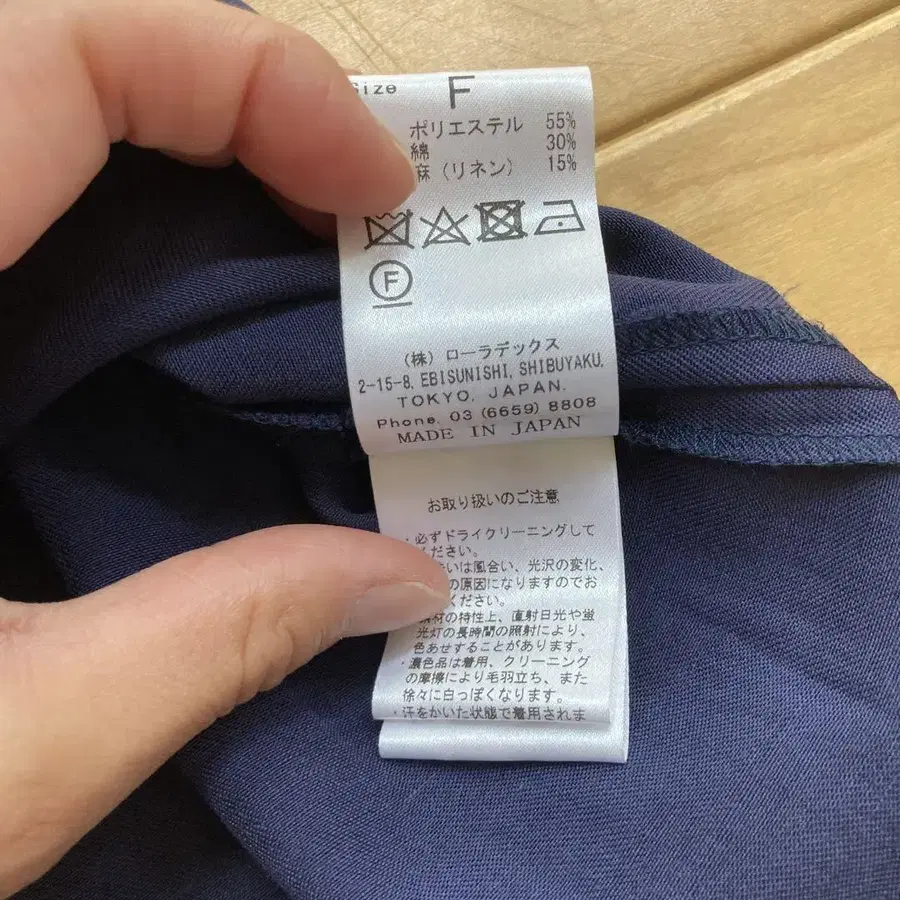 Size F
ポリエステル 55%
綿 30%
麻（リネン） 15%
F
（株）ローラデックス
2-15-8, EBISUNISHI, SHIBUYAKU,
TOKYO, JAPAN.
Phone. 03 (6659) 8808
MADE IN JAPAN
お取り扱いのご注意
・必ずドライクリーニングして
ください。
いは風合い、光沢の変化、
の原因になりますのでお
ください。
素材の特性上、直射日光や蛍
光灯の長時間の照射により、
色あせすることがあります。
・濃色品は着用、クリーニング
の摩擦により毛羽立ち、また
徐々に白っぽくなります。
・汗をかいた状態で着用されま